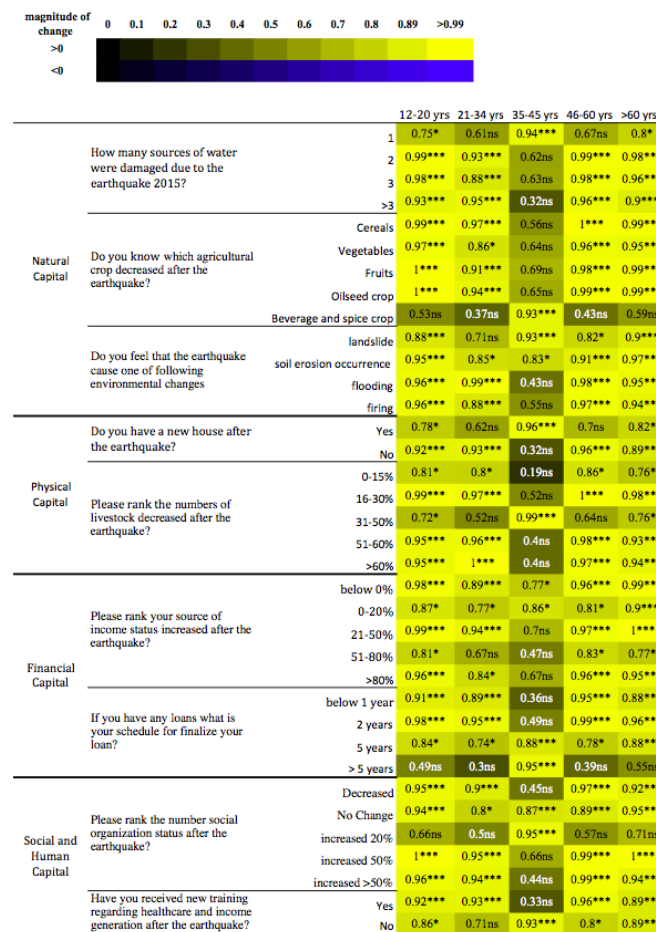 magnitude of change 0 0.1 0.2 0.3 0.4 0.5 0.6 0.7 0.8 0.89 >0.99
>0
<0
12-20 yrs 21-34 yrs 35-45 yrs 46-60 yrs >60 yrs
Natural Capital
How many sources of water were damaged due to the earthquake 2015?
1 0.75* 0.61ns 0.94*** 0.67ns 0.8*
2 0.99*** 0.93*** 0.62ns 0.99*** 0.98**
3 0.98*** 0.88*** 0.63ns 0.98*** 0.96**
>3 0.93*** 0.95*** 0.32ns 0.96*** 0.9***
Do you know which agricultural crop decreased after the earthquake?
Cereals 0.99*** 0.97*** 0.56ns 1*** 0.99**
Vegetables 0.97*** 0.86* 0.64ns 0.96*** 0.95**
Fruits 1*** 0.91*** 0.69ns 0.98*** 0.99**
Oilseed crop 1*** 0.94*** 0.65ns 0.99*** 0.99**
Beverage and spice crop 0.53ns 0.37ns 0.93*** 0.43ns 0.59ns
Do you feel that the earthquake cause one of following environmental changes
landslide 0.88*** 0.71ns 0.93*** 0.82* 0.9***
soil erosion occurrence 0.95*** 0.85* 0.83* 0.91*** 0.97**
flooding 0.96*** 0.99*** 0.43ns 0.98*** 0.95**
firing 0.96*** 0.88*** 0.55ns 0.97*** 0.94**
Physical Capital
Do you have a new house after the earthquake?
Yes 0.78* 0.62ns 0.96*** 0.7ns 0.82*
No 0.92*** 0.93*** 0.32ns 0.96*** 0.89**
Please rank the numbers of livestock decreased after the earthquake?
0-15% 0.81* 0.8* 0.19ns 0.86* 0.76*
16-30% 0.99*** 0.97*** 0.52ns 1*** 0.98**
31-50% 0.72* 0.52ns 0.99*** 0.64ns 0.76*
51-60% 0.95*** 0.96*** 0.4ns 0.98*** 0.93**
>60% 0.95*** 1*** 0.4ns 0.97*** 0.94**
Financial Capital
Please rank your source of income status increased after the earthquake?
below 0% 0.98*** 0.89*** 0.77* 0.96*** 0.99**
0-20% 0.87* 0.77* 0.86* 0.81* 0.9***
21-50% 0.99*** 0.94*** 0.7ns 0.97*** 1***
51-80% 0.81* 0.67ns 0.47ns 0.83* 0.77*
>80% 0.96*** 0.84* 0.67ns 0.96*** 0.95**
If you have any loans what is your schedule for finalize your loan?
below 1 year 0.91*** 0.89*** 0.36ns 0.95*** 0.88**
2 years 0.98*** 0.95*** 0.49ns 0.99*** 0.96**
5 years 0.84* 0.74* 0.88*** 0.78* 0.88**
> 5 years 0.49ns 0.3ns 0.95*** 0.39ns 0.55ns
Social and Human Capital
Please rank the number social organization status after the earthquake?
Decreased 0.95*** 0.9*** 0.45ns 0.97*** 0.92**
No Change 0.94*** 0.8* 0.87*** 0.89*** 0.95**
increased 20% 0.66ns 0.5ns 0.95*** 0.57ns 0.71ns
increased 50% 1*** 0.95*** 0.66ns 0.99*** 1***
increased >50% 0.96*** 0.94*** 0.44ns 0.99*** 0.94**
Have you received new training regarding healthcare and income generation after the earthquake?
Yes 0.92*** 0.93*** 0.33ns 0.96*** 0.89**
No 0.86* 0.71ns 0.93*** 0.8* 0.89**